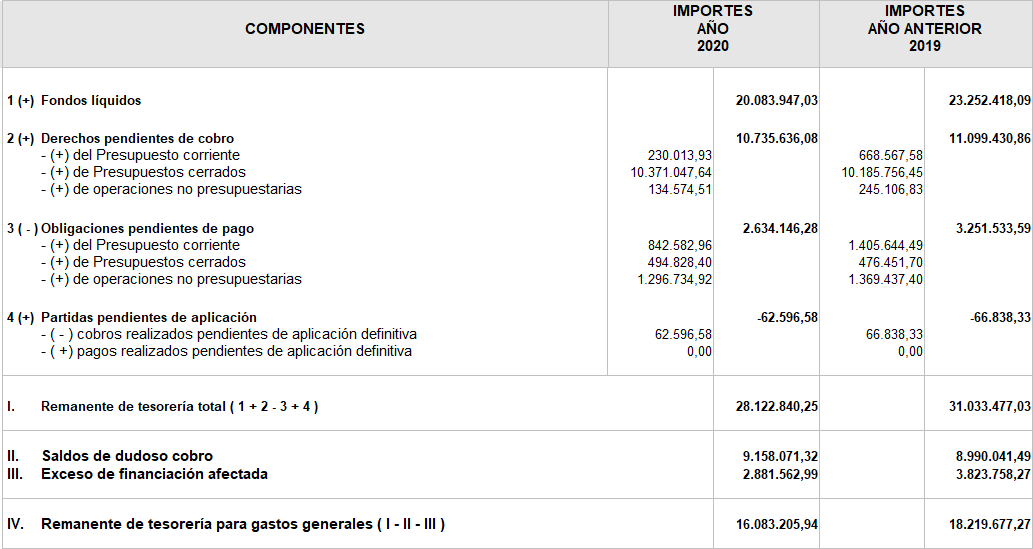 COMPONENTES IMPORTES AÑO 2020 IMPORTES AÑO ANTERIOR 2019
1 (+) Fondos líquidos 20.083.947,03 23.252.418,09
2 (+) Derechos pendientes de cobro 10.735.636,08 11.099.430,86
- (+) del Presupuesto corriente 230.013,93 668.567,58
- (+) de Presupuestos cerrados 10.371.047,64 10.185.756,45
- (+) de operaciones no presupuestarias 134.574,51 245.106,83
3 ( - ) Obligaciones pendientes de pago 2.634.146,28 3.251.533,59
- (+) del Presupuesto corriente 842.582,96 1.405.644,49
- (+) de Presupuestos cerrados 494.828,40 476.451,70
- (+) de operaciones no presupuestarias 1.296.734,92 1.369.437,40
4 (+) Partidas pendientes de aplicación -62.596,58 -66.838,33
- ( - ) cobros realizados pendientes de aplicación definitiva 62.596,58 66.838,33
- ( +) pagos realizados pendientes de aplicación definitiva 0,00 0,00
I. Remanente de tesorería total ( 1 + 2 - 3 + 4 ) 28.122.840,25 31.033.477,03
II. Saldos de dudoso cobro 9.158.071,32 8.990.041,49
III. Exceso de financiación afectada 2.881.562,99 3.823.758,27
IV. Remanente de tesorería para gastos generales ( I - II - III ) 16.083.205,94 18.219.677,27